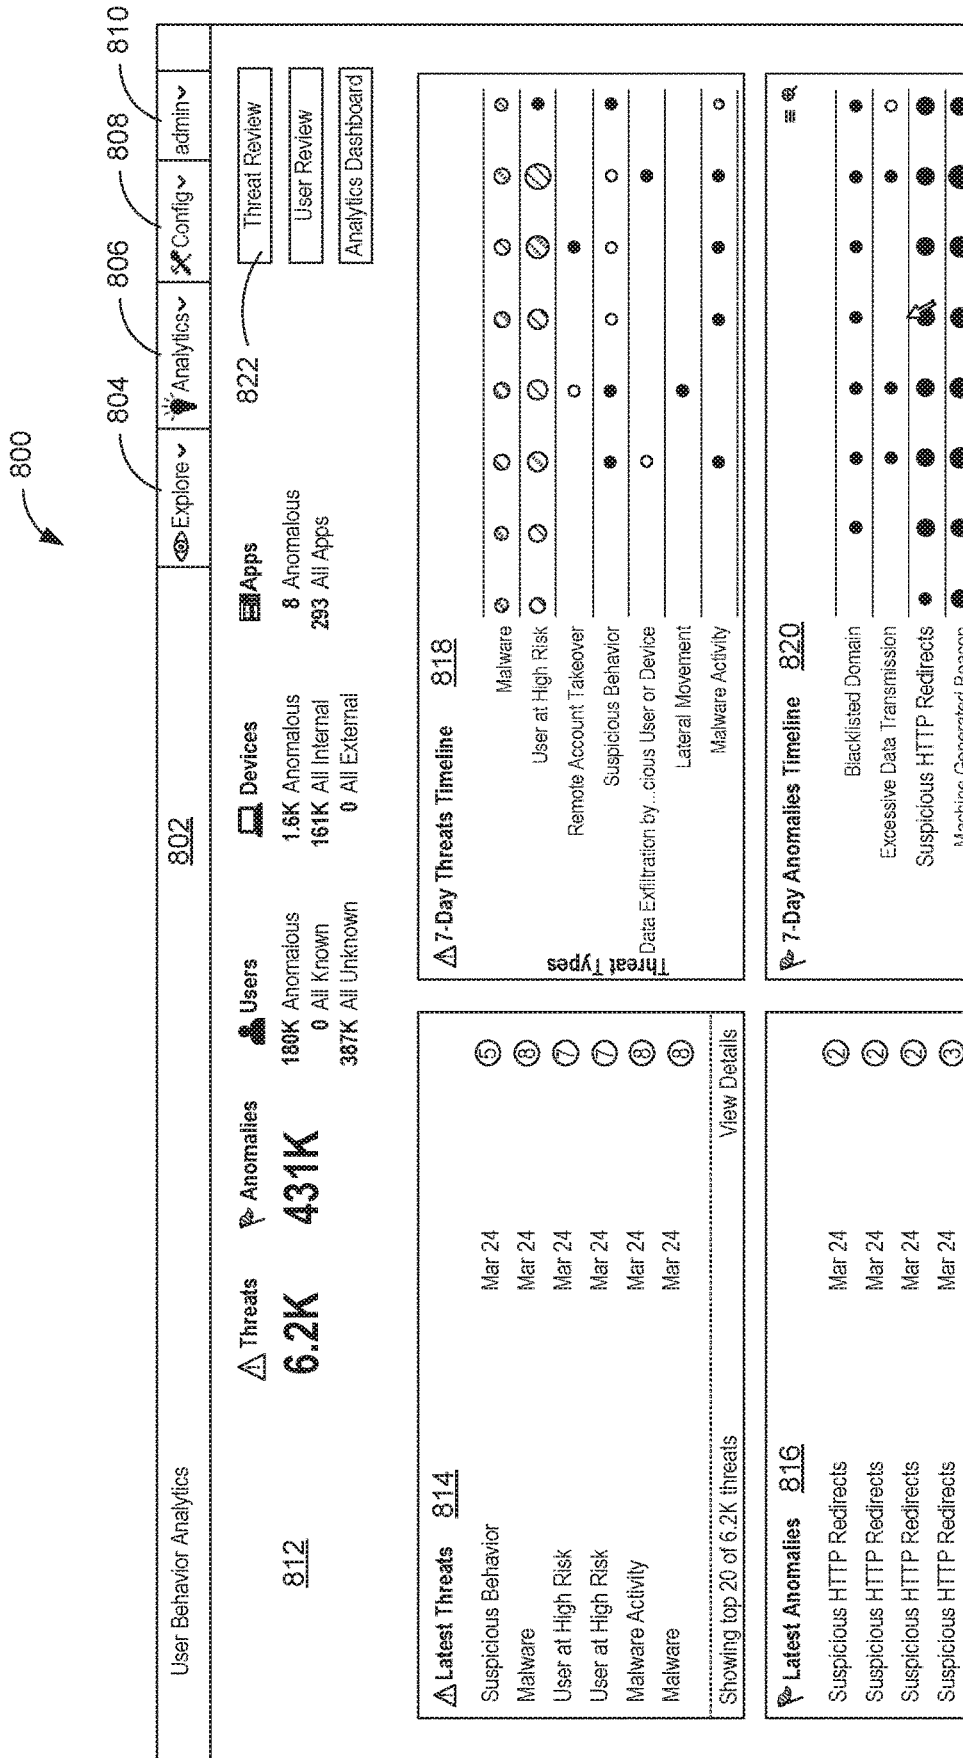 800
802
804
806
808
810
User Behavior Analytics
Explore
Analytics
Config
admin
812
Threats
6.2K
Anomalies
431K
Users
180K Anomalous
0 All Known
387K All Unknown
Devices
1.6K Anomalous
161K All Internal
0 All External
Apps
8 Anomalous
293 All Apps
822
Threat Review
User Review
Analytics Dashboard
Latest Threats 814
Suspicious Behavior Mar 24 5
Malware Mar 24 8
User at High Risk Mar 24 7
User at High Risk Mar 24 7
Malware Activity Mar 24 8
Malware Mar 24 8
Showing top 20 of 6.2K threats View Details
7-Day Threats Timeline 818
Threat Types
Malware
User at High Risk
Remote Account Takeover
Suspicious Behavior
Data Exfiltration by...cious User or Device
Lateral Movement
Malware Activity
Latest Anomalies 816
Suspicious HTTP Redirects Mar 24 2
Suspicious HTTP Redirects Mar 24 2
Suspicious HTTP Redirects Mar 24 2
Suspicious HTTP Redirects Mar 24 3
7-Day Anomalies Timeline 820
Blacklisted Domain
Excessive Data Transmission
Suspicious HTTP Redirects
Machine Generated Beacon